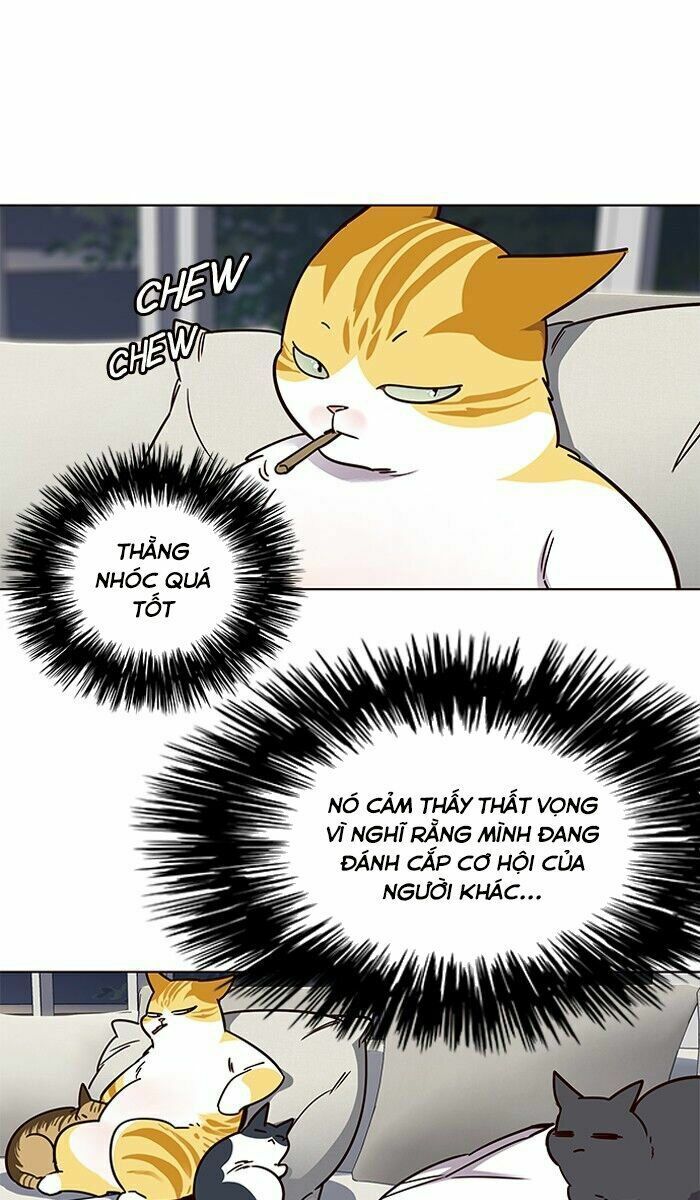 CHEW
CHEW
THẰNG
NHÓC QUÁ
TỐT
NÓ CẢM THẤY THẤT VỌNG
VÌ NGHĨ RẰNG MÌNH ĐANG
ĐÁNH CẮP CƠ HỘI CỦA
NGƯỜI KHÁC...